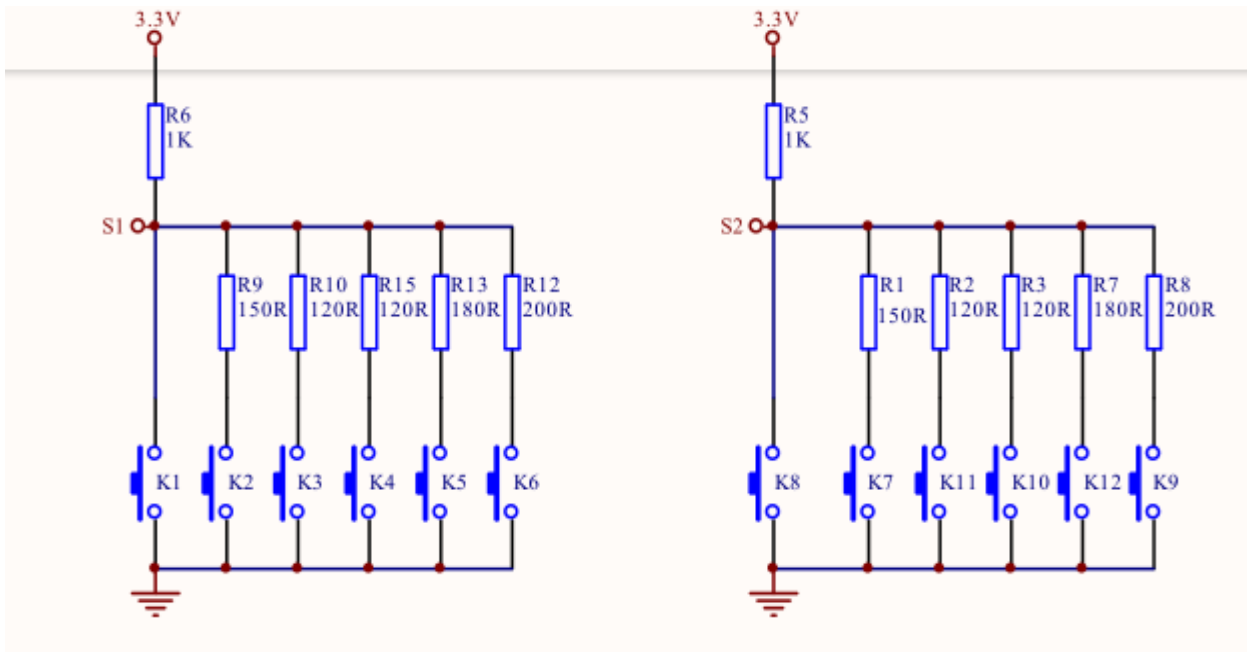 3.3V
3.3V
R6
1K
R5
1K
S1
S2
R9
150R
R10
120R
R15
120R
R13
180R
R12
200R
R1
150R
R2
120R
R3
120R
R7
180R
R8
200R
K1
K2
K3
K4
K5
K6
K8
K7
K11
K10
K12
K9